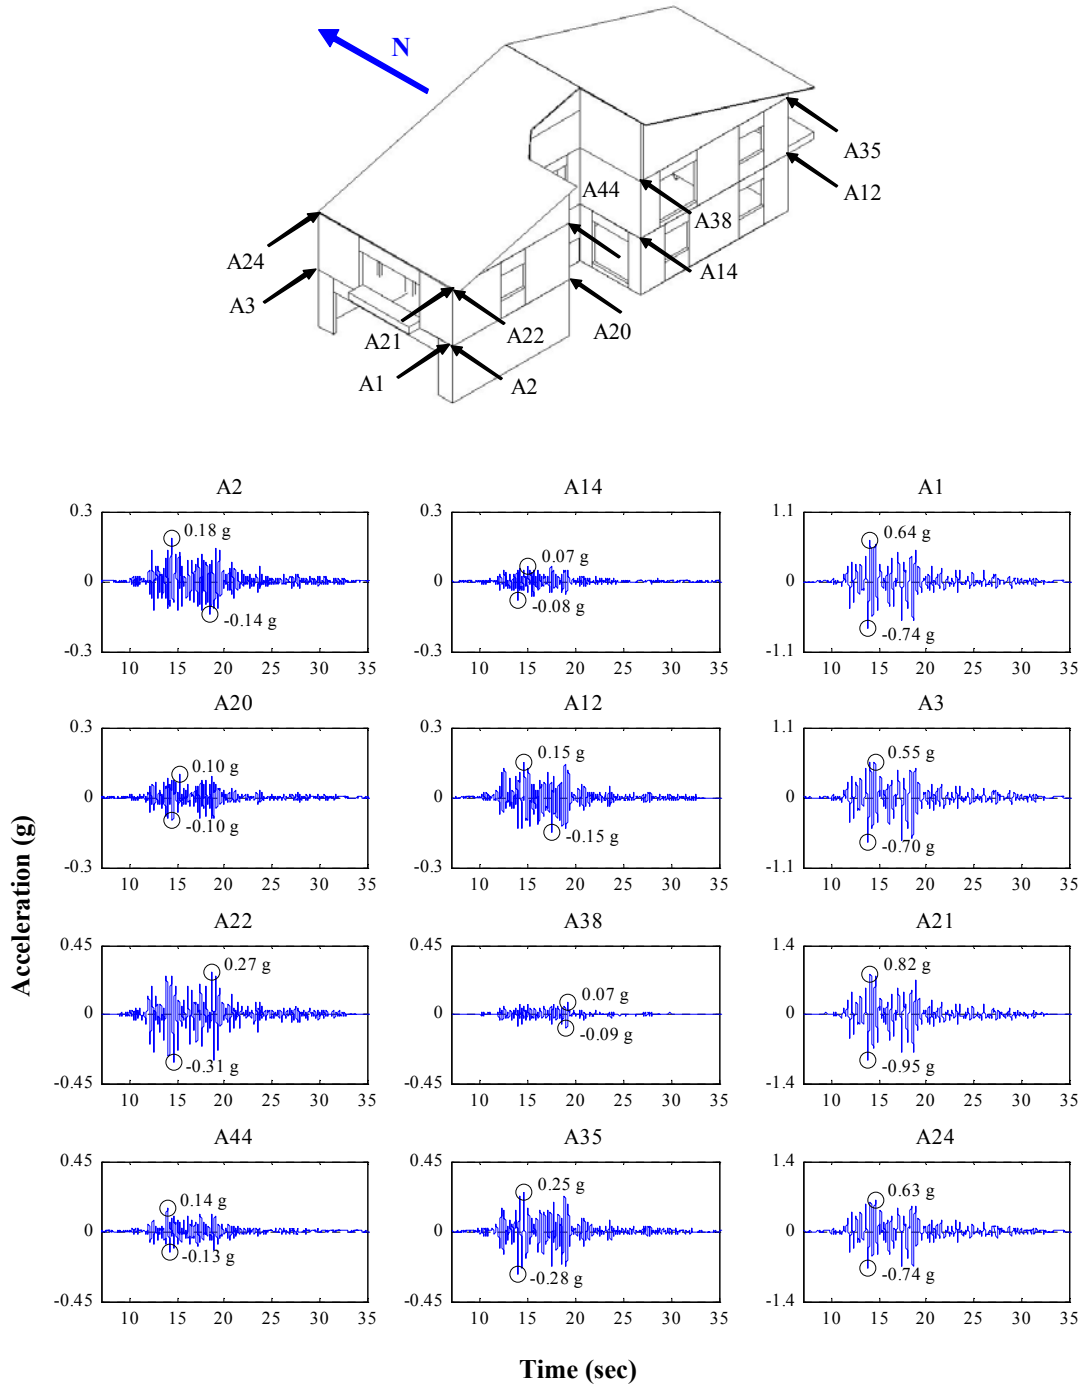 N
A35
A44
A12
A38
A24
A14
A3
A21
A22
A20
A1
A2
A2 A14 A1
0.3 0.3 1.1
0.18 g 0.07 g 0.64 g
0 0 0
-0.14 g -0.08 g -0.74 g
-0.3 -0.3 -1.1
10 15 20 25 30 35 10 15 20 25 30 35 10 15 20 25 30 35
A20 A12 A3
0.3 0.3 1.1
0.10 g 0.15 g 0.55 g
0 0 0
-0.10 g -0.15 g -0.70 g
-0.3 -0.3 -1.1
10 15 20 25 30 35 10 15 20 25 30 35 10 15 20 25 30 35
Acceleration (g)
A22 A38 A21
0.45 0.45 1.4
0.27 g 0.07 g 0.82 g
0 0 0
-0.31 g -0.09 g -0.95 g
-0.45 -0.45 -1.4
10 15 20 25 30 35 10 15 20 25 30 35 10 15 20 25 30 35
A44 A35 A24
0.45 0.45 1.4
0.14 g 0.25 g 0.63 g
0 0 0
-0.13 g -0.28 g -0.74 g
-0.45 -0.45 -1.4
10 15 20 25 30 35 10 15 20 25 30 35 10 15 20 25 30 35
Time (sec)